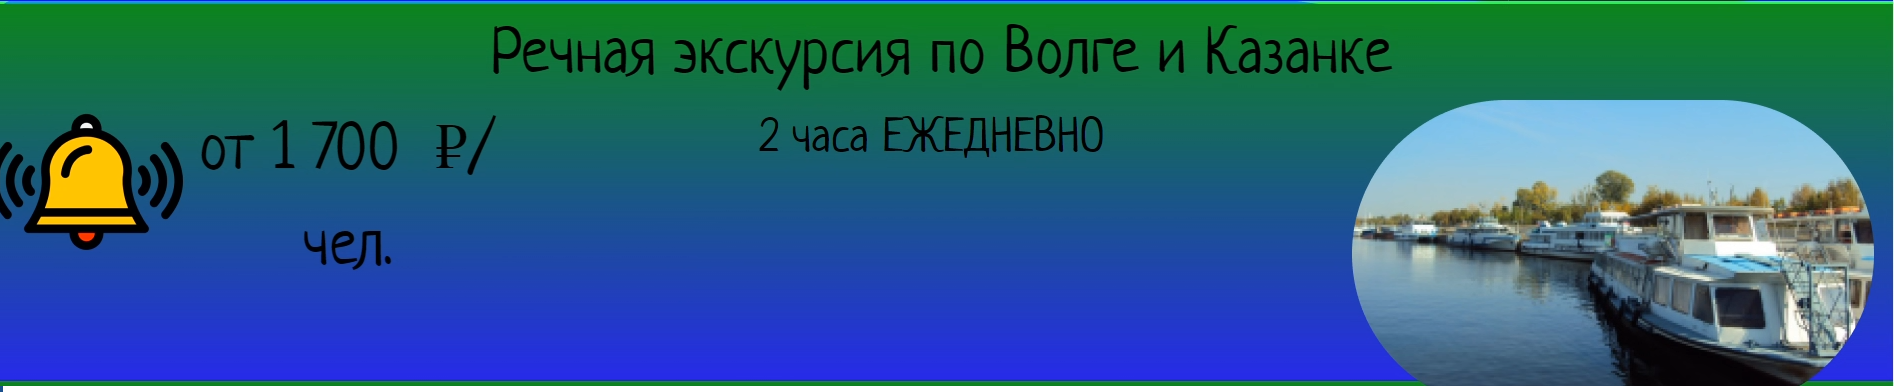 Речная экскурсия по Волге и Казанке
от 1 700 ₽/
чел.
2 часа ЕЖЕДНЕВНО